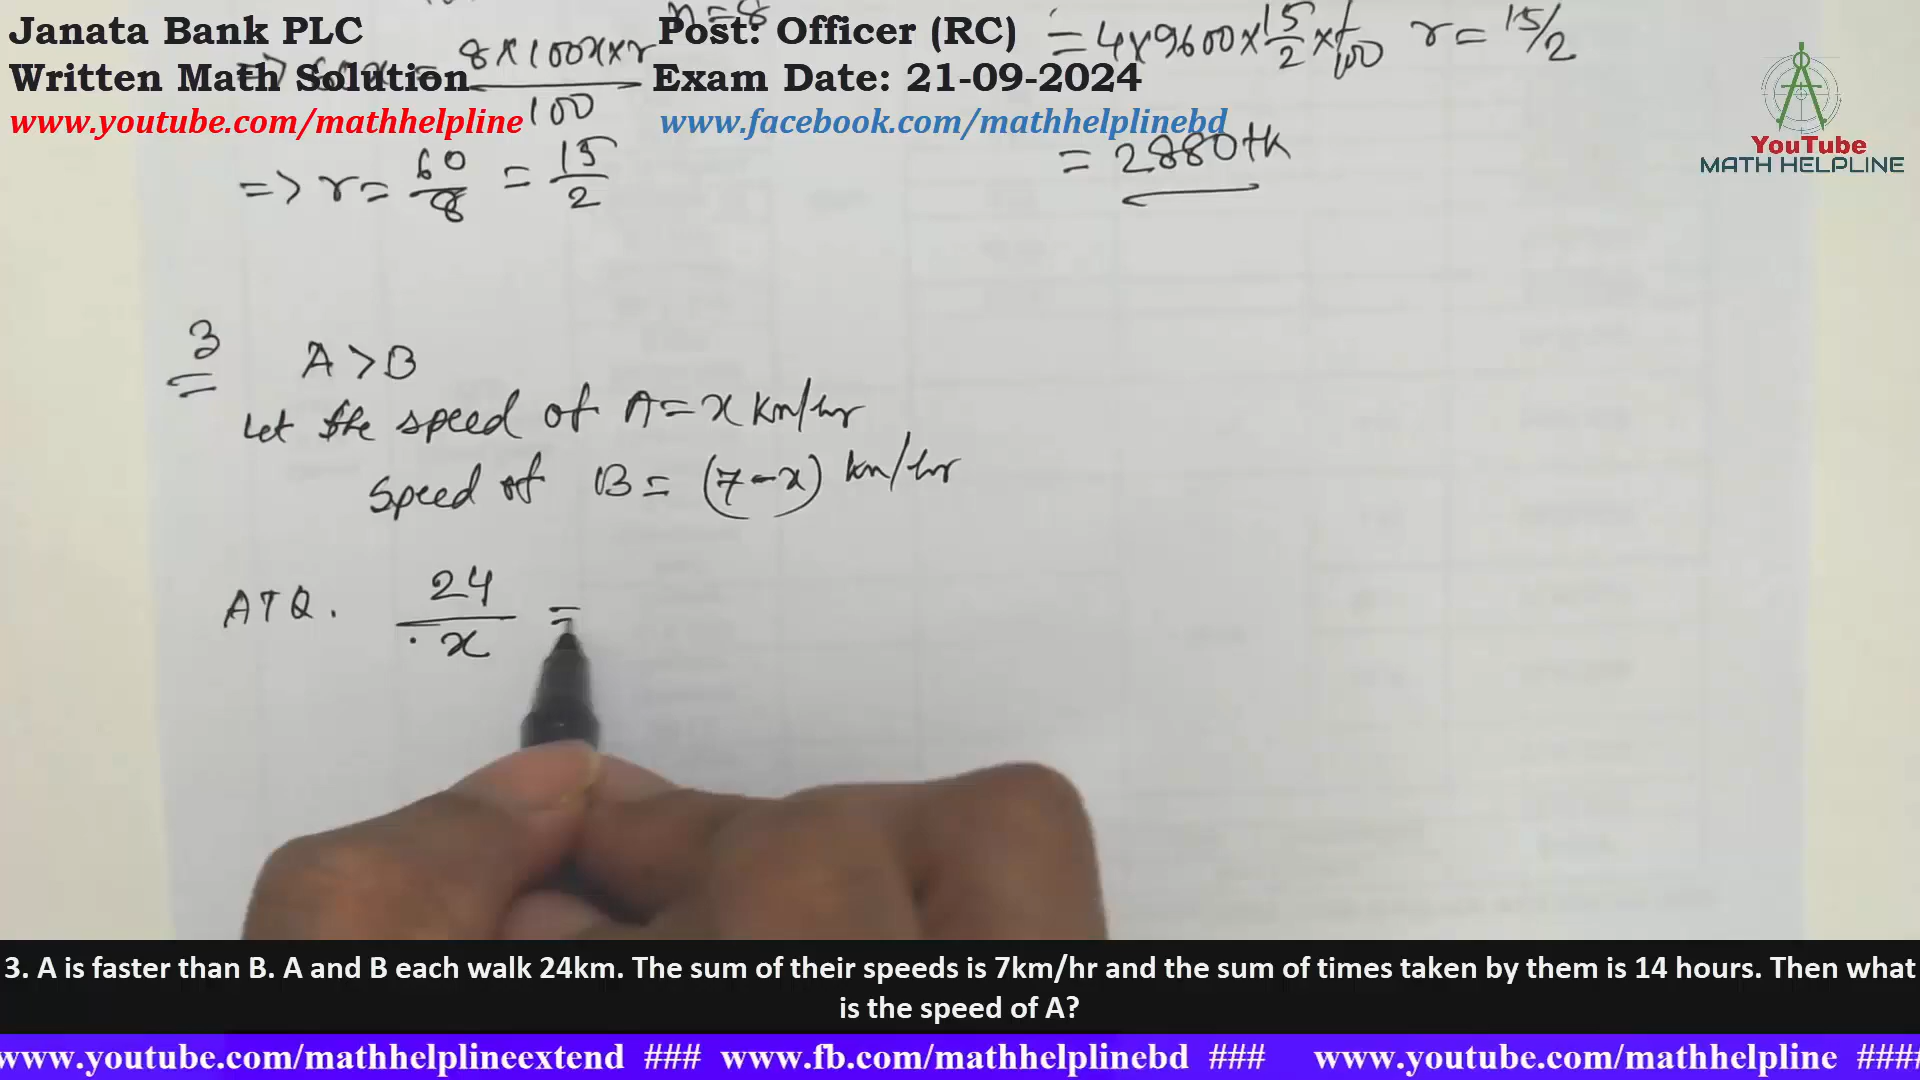 Janata Bank PLC Post: Officer (RC)
Written Math Solution Exam Date: 21-09-2024
www.youtube.com/mathhelpline www.facebook.com/mathhelplinebd
YouTube
MATH HELPLINE
n = 8
8×100x×r
100
=> r = 60/8 = 15/2
= 4×9600×15/2×1/100 r = 15/2
= 2880tk
3 A > B
Let the speed of A = x km/hr
Speed of B = (7-x) km/hr
ATQ. 24/x =
3. A is faster than B. A and B each walk 24km. The sum of their speeds is 7km/hr and the sum of times taken by them is 14 hours. Then what
is the speed of A?
www.youtube.com/mathhelplineextend ### www.fb.com/mathhelplinebd ### www.youtube.com/mathhelpline ####